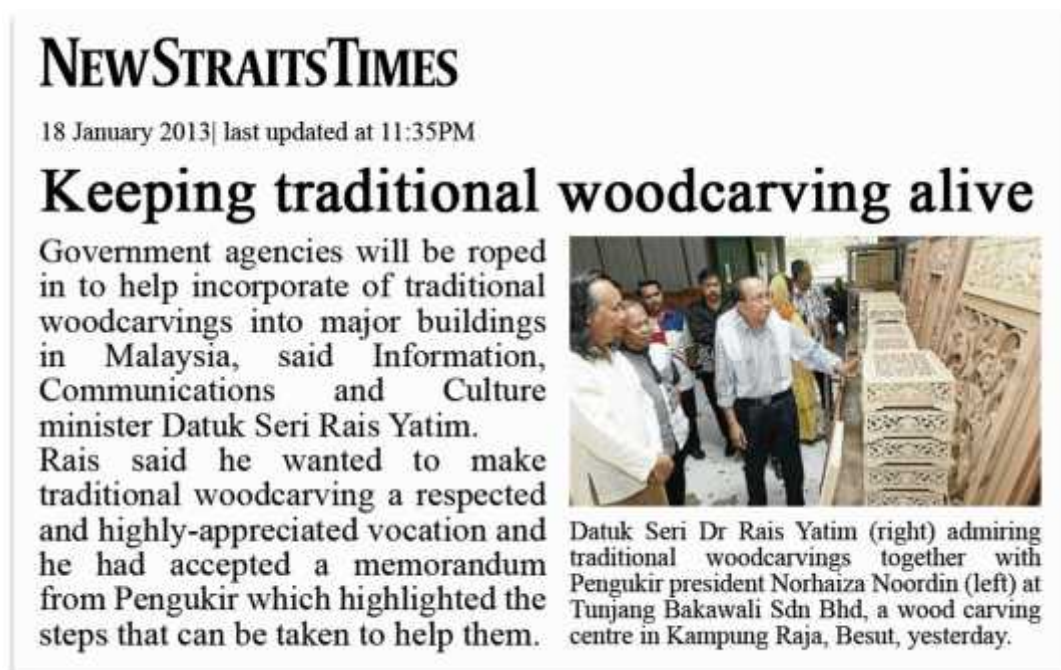 NEW STRAITS TIMES
18 January 2013| last updated at 11:35PM
Keeping traditional woodcarving alive
Government agencies will be roped
in to help incorporate of traditional
woodcarvings into major buildings
in Malaysia, said Information,
Communications and Culture
minister Datuk Seri Rais Yatim.
Rais said he wanted to make
traditional woodcarving a respected
and highly-appreciated vocation and
he had accepted a memorandum
from Pengukir which highlighted the
steps that can be taken to help them.
Datuk Seri Dr Rais Yatim (right) admiring
traditional woodcarvings together with
Pengukir president Norhaiza Noordin (left) at
Tunjang Bakawali Sdn Bhd, a wood carving
centre in Kampung Raja, Besut, yesterday.